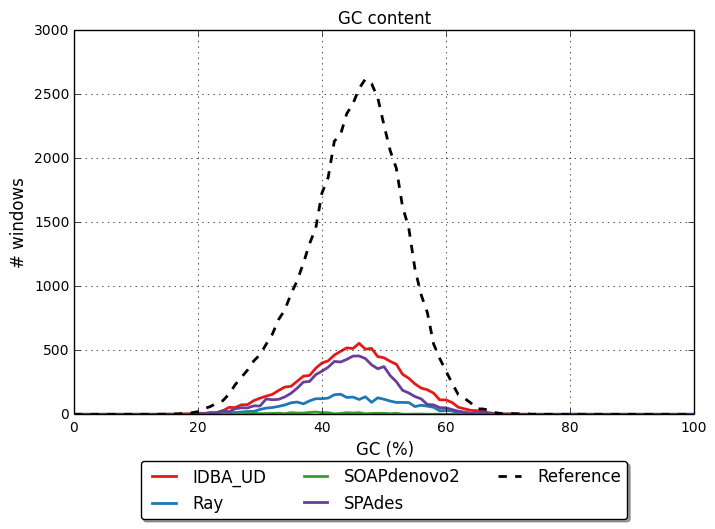 GC content
3000
2500
2000
1500
1000
500
0
# windows
0 20 40 60 80 100
GC (%)
IDBA_UD SOAPdenovo2 Reference
Ray SPAdes